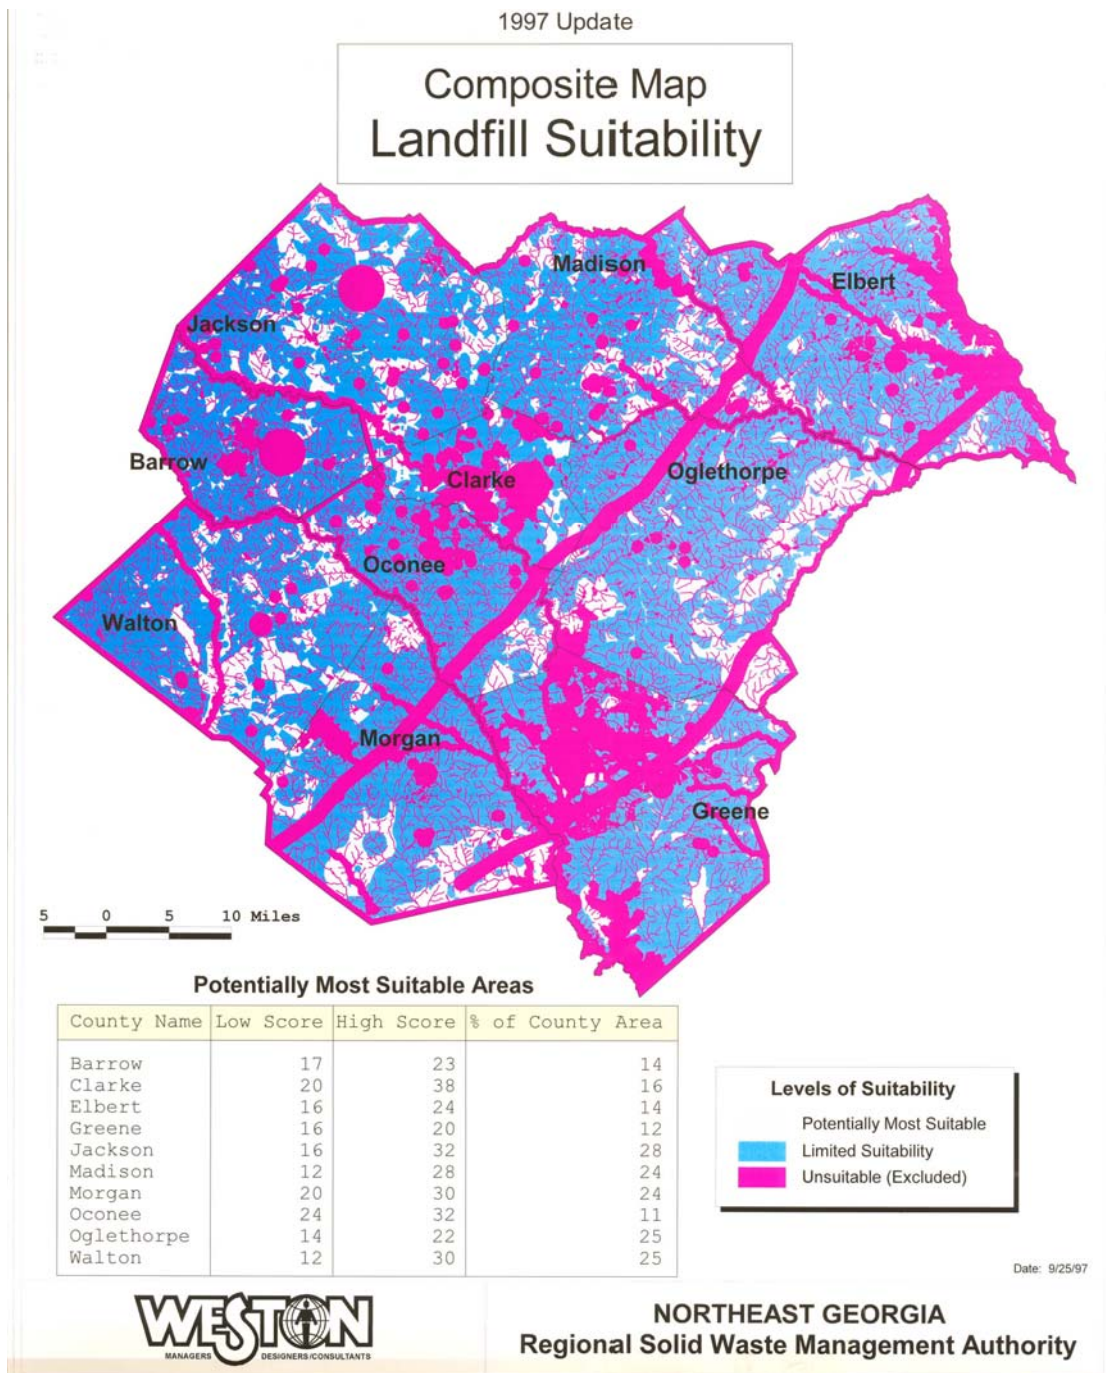 1997 Update
Composite Map
Landfill Suitability
Madison
Elbert
Jackson
Barrow
Clarke
Oglethorpe
Oconee
Walton
Morgan
Greene
5 0 5 10 Miles
Potentially Most Suitable Areas
County Name Low Score High Score % of County Area
Barrow 17 23 14
Clarke 20 38 16
Elbert 16 24 14
Greene 16 20 12
Jackson 16 32 28
Madison 12 28 24
Morgan 20 30 24
Oconee 24 32 11
Oglethorpe 14 22 25
Walton 12 30 25
Levels of Suitability
Potentially Most Suitable
Limited Suitability
Unsuitable (Excluded)
Date: 9/25/97
WESTON
MANAGERS DESIGNERS/CONSULTANTS
NORTHEAST GEORGIA
Regional Solid Waste Management Authority